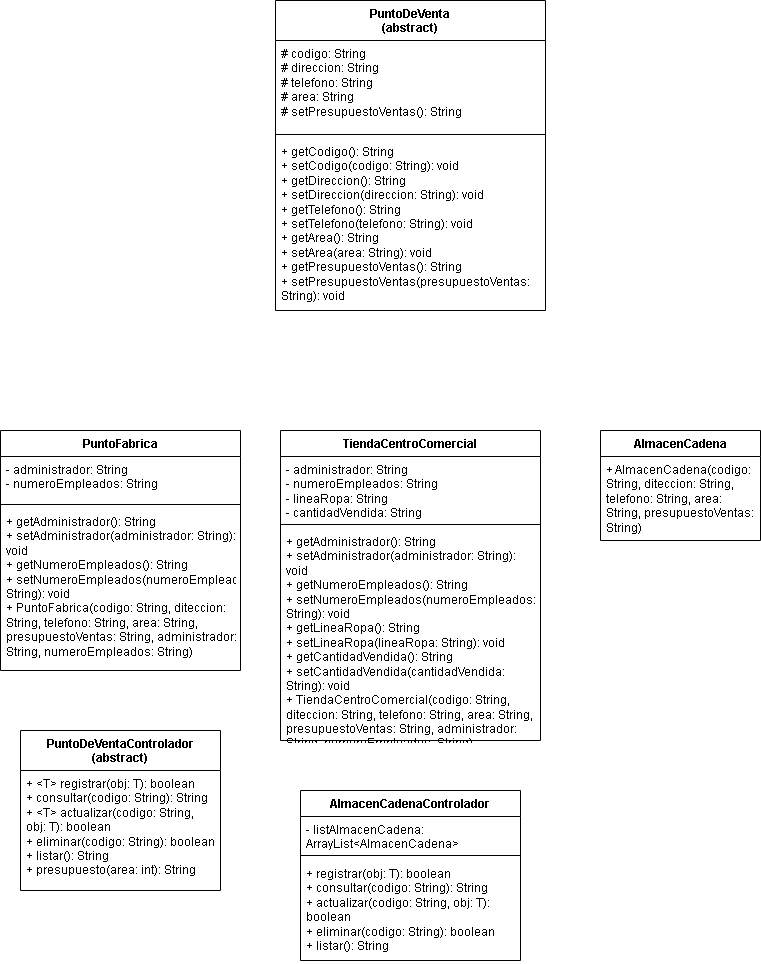 PuntoDeVenta
(abstract)
# codigo: String
# direccion: String
# telefono: String
# area: String
# setPresupuestoVentas(): String
+ getCodigo(): String
+ setCodigo(codigo: String): void
+ getDireccion(): String
+ setDireccion(direccion: String): void
+ getTelefono(): String
+ setTelefono(telefono: String): void
+ getArea(): String
+ setArea(area: String): void
+ getPresupuestoVentas(): String
+ setPresupuestoVentas(presupuestoVentas:
String): void
PuntoFabrica
- administrador: String
- numeroEmpleados: String
+ getAdministrador(): String
+ setAdministrador(administrador: String):
void
+ getNumeroEmpleados(): String
+ setNumeroEmpleados(numeroEmplead
String): void
+ PuntoFabrica(codigo: String, diteccion:
String, telefono: String, area: String,
presupuestoVentas: String, administrador:
String, numeroEmpleados: String)
TiendaCentroComercial
- administrador: String
- numeroEmpleados: String
- lineaRopa: String
- cantidadVendida: String
+ getAdministrador(): String
+ setAdministrador(administrador: String):
void
+ getNumeroEmpleados(): String
+ setNumeroEmpleados(numeroEmpleados:
String): void
+ getLineaRopa(): String
+ setLineaRopa(lineaRopa: String): void
+ getCantidadVendida(): String
+ setCantidadVendida(cantidadVendida:
String): void
+ TiendaCentroComercial(codigo: String,
diteccion: String, telefono: String, area: String,
presupuestoVentas: String, administrador:
String, numeroEmpleados: String)
AlmacenCadena
+ AlmacenCadena(codigo:
String, diteccion: String,
telefono: String, area:
String, presupuestoVentas:
String)
PuntoDeVentaControlador
(abstract)
+ <T> registrar(obj: T): boolean
+ consultar(codigo: String): String
+ <T> actualizar(codigo: String,
obj: T): boolean
+ eliminar(codigo: String): boolean
+ listar(): String
+ presupuesto(area: int): String
AlmacenCadenaControlador
- listAlmacenCadena:
ArrayList<AlmacenCadena>
+ registrar(obj: T): boolean
+ consultar(codigo: String): String
+ actualizar(codigo: String, obj: T):
boolean
+ eliminar(codigo: String): boolean
+ listar(): String